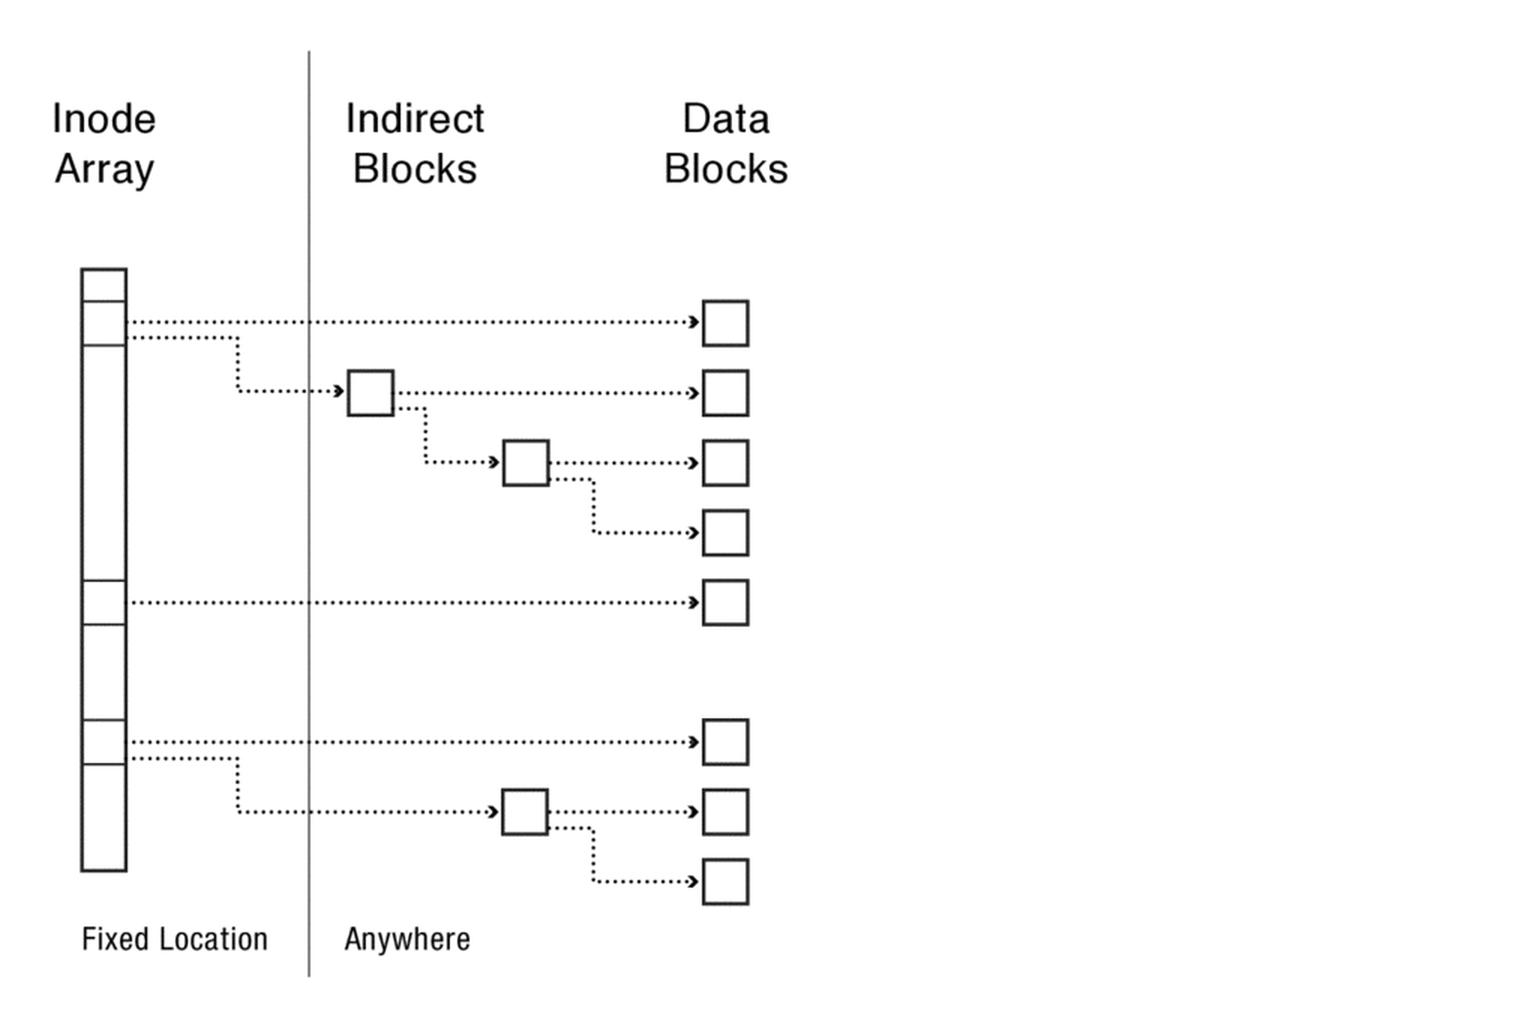 Inode
Array
Indirect
Blocks
Data
Blocks
Fixed Location
Anywhere